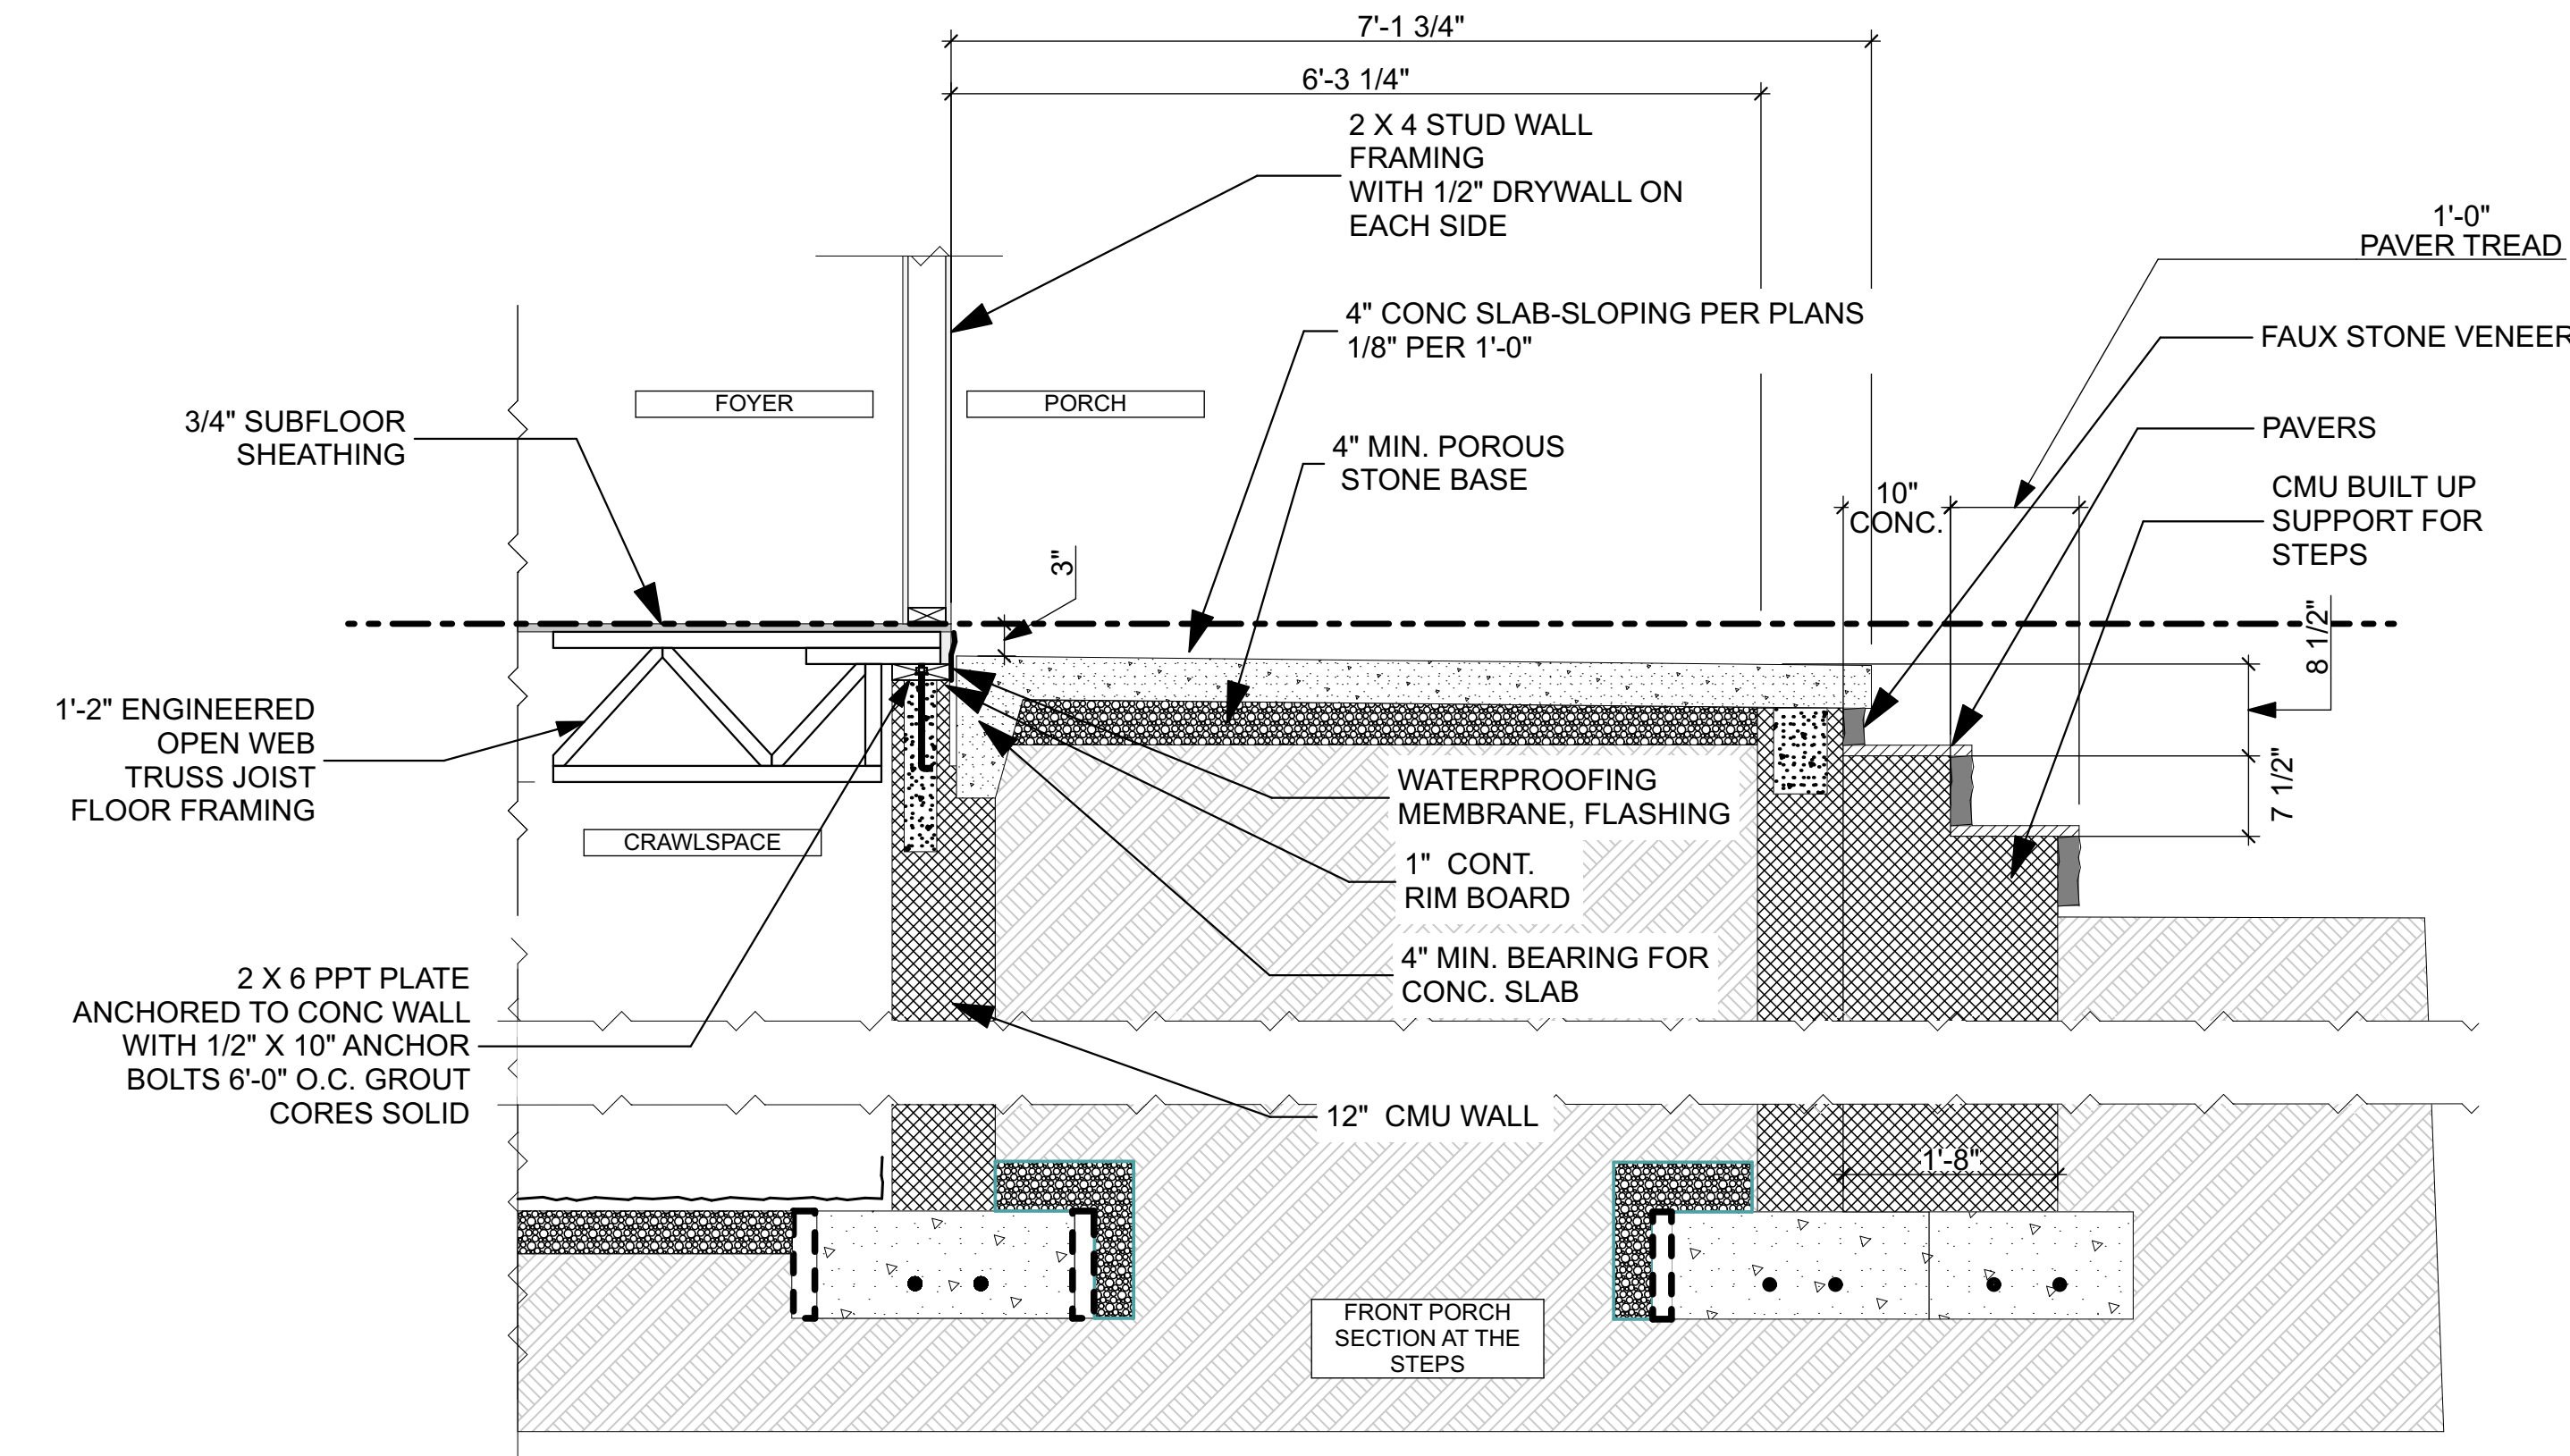 7'-1 3/4"
6'-3 1/4"
2 X 4 STUD WALL
FRAMING
WITH 1/2" DRYWALL ON
EACH SIDE
1'-0"
PAVER TREAD
4" CONC SLAB-SLOPING PER PLANS
1/8" PER 1'-0"
FAUX STONE VENEER
FOYER
PORCH
3/4" SUBFLOOR
SHEATHING
PAVERS
4" MIN. POROUS
STONE BASE
10"
CONC.
CMU BUILT UP
SUPPORT FOR
STEPS
3"
8 1/2"
7 1/2"
1'-2" ENGINEERED
OPEN WEB
TRUSS JOIST
FLOOR FRAMING
WATERPROOFING
MEMBRANE, FLASHING
CRAWLSPACE
1" CONT.
RIM BOARD
4" MIN. BEARING FOR
CONC. SLAB
2 X 6 PPT PLATE
ANCHORED TO CONC WALL
WITH 1/2" X 10" ANCHOR
BOLTS 6'-0" O.C. GROUT
CORES SOLID
12" CMU WALL
1'-8"
FRONT PORCH
SECTION AT THE
STEPS